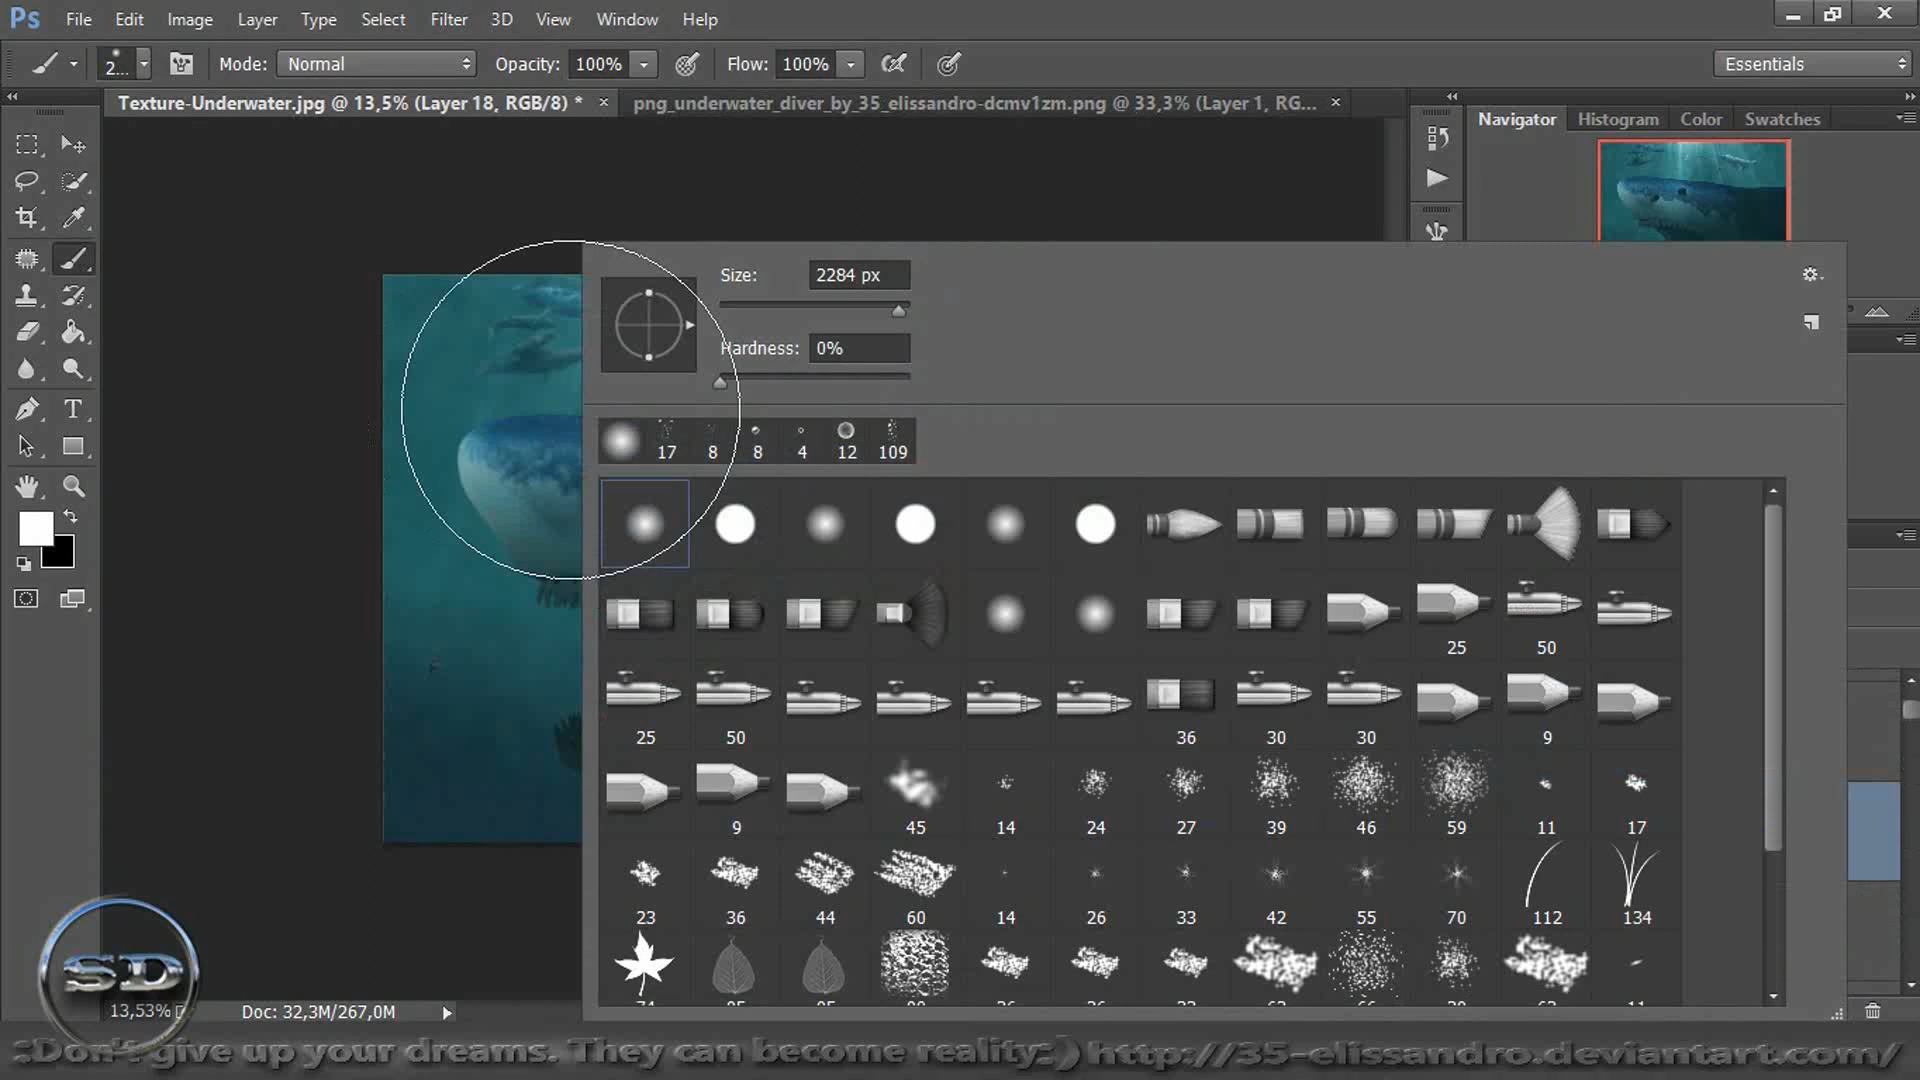 Ps File Edit Image Layer Type Select Filter 3D View Window Help
2... Mode: Normal Opacity: 100% Flow: 100% Essentials
Texture-Underwater.jpg @ 13,5% (Layer 18, RGB/8) * × png_underwater_diver_by_35_elissandro-dcmv1zm.png @ 33,3% (Layer 1, RG... ×
Navigator Histogram Color Swatches
Size: 2284 px
Hardness: 0%
17 8 8 4 12 109
25 50
25 50 36 30 30 9
9 45 14 24 27 39 46 59 11 17
23 36 44 60 14 26 33 42 55 70 112 134
T
SD
13,53% Doc: 32,3M/267,0M
:Don't give up your dreams. They can become reality:) http://35-elissandro.deviantart.com/